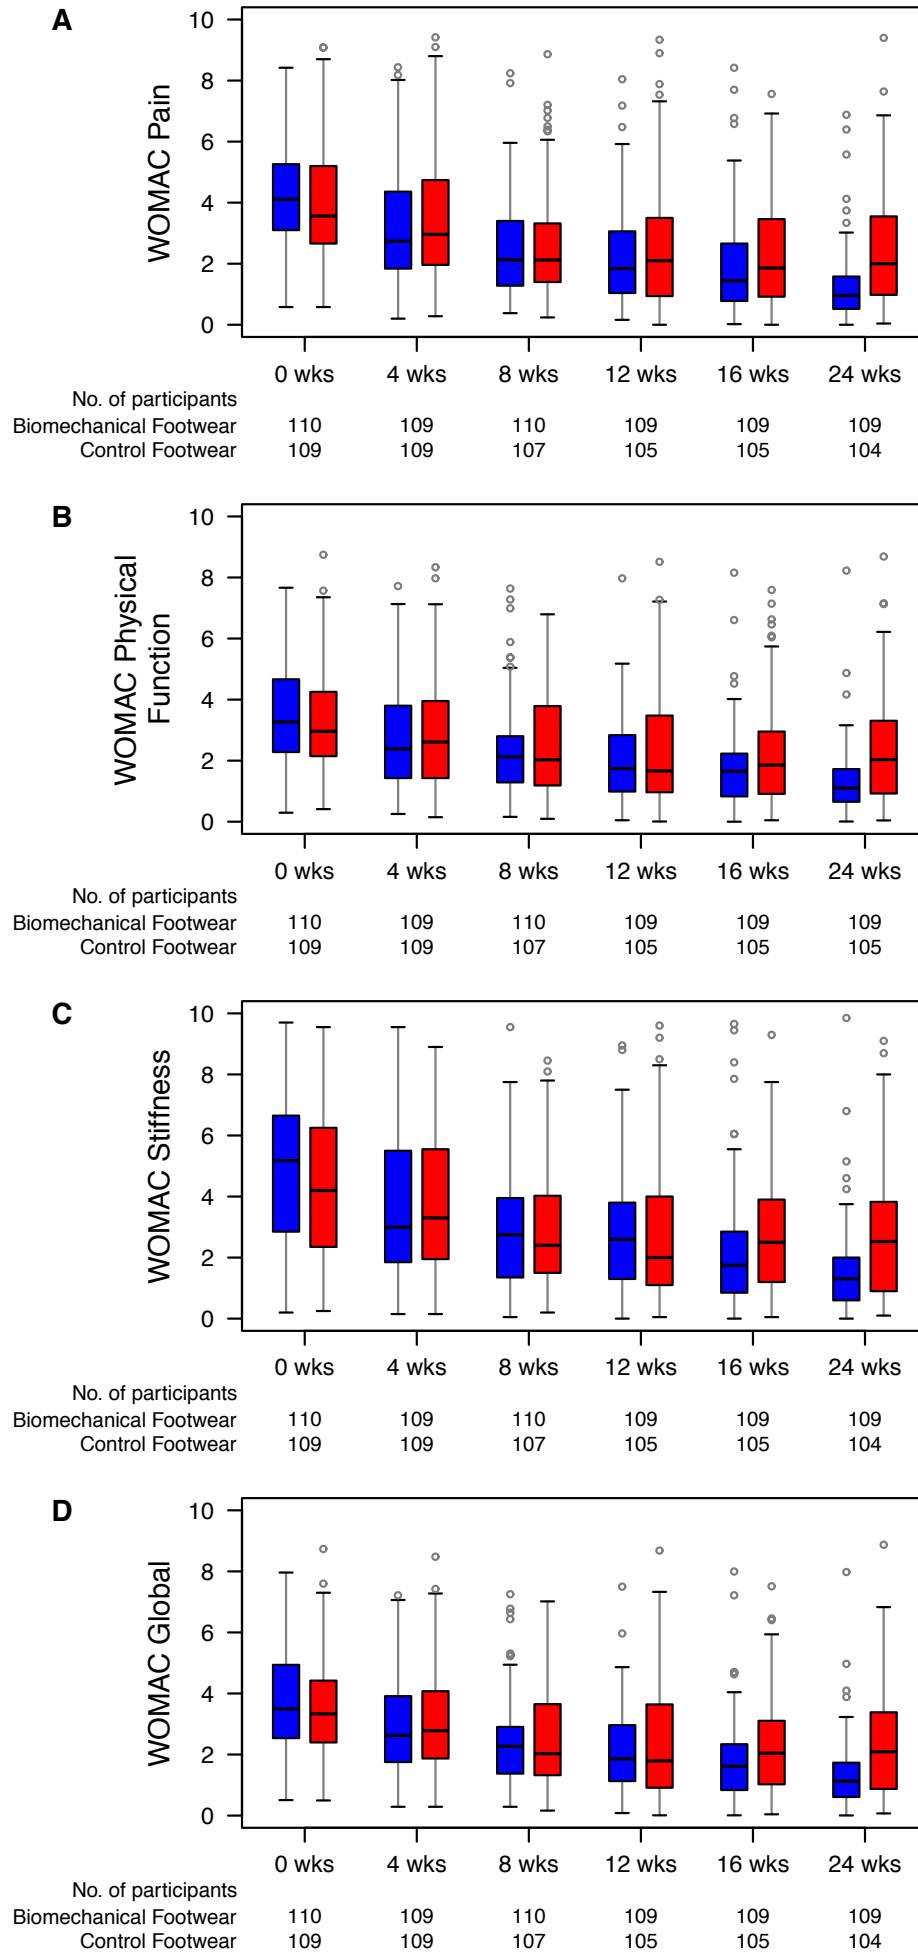 A
WOMAC Pain
10
8
6
4
2
0
0 wks 4 wks 8 wks 12 wks 16 wks 24 wks
No. of participants
Biomechanical Footwear 110 109 110 109 109 109
Control Footwear 109 109 107 105 105 104
B
WOMAC Physical
Function
10
8
6
4
2
0
0 wks 4 wks 8 wks 12 wks 16 wks 24 wks
No. of participants
Biomechanical Footwear 110 109 110 109 109 109
Control Footwear 109 109 107 105 105 105
C
WOMAC Stiffness
10
8
6
4
2
0
0 wks 4 wks 8 wks 12 wks 16 wks 24 wks
No. of participants
Biomechanical Footwear 110 109 110 109 109 109
Control Footwear 109 109 107 105 105 104
D
WOMAC Global
10
8
6
4
2
0
0 wks 4 wks 8 wks 12 wks 16 wks 24 wks
No. of participants
Biomechanical Footwear 110 109 110 109 109 109
Control Footwear 109 109 107 105 105 104